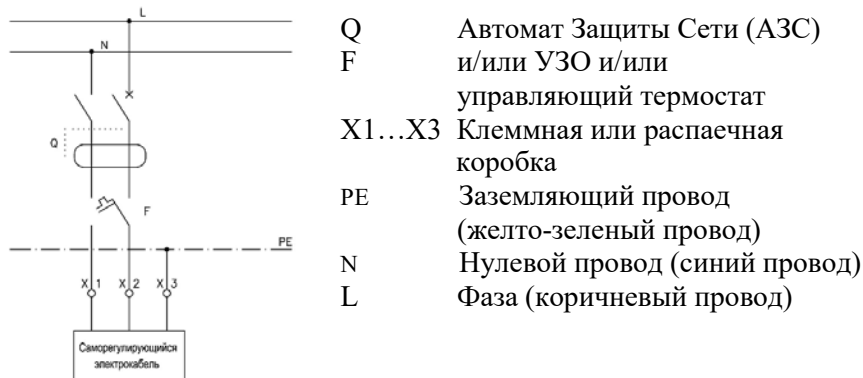 L
N
Q
F
PE
X 1 X 2 X 3
Саморегулирующийся
электрокабель
Q Автомат Защиты Сети (АЗС)
F и/или УЗО и/или
управляющий термостат
X1…X3 Клеммная или распаечная
коробка
PE Заземляющий провод
(желто-зеленый провод)
N Нулевой провод (синий провод)
L Фаза (коричневый провод)